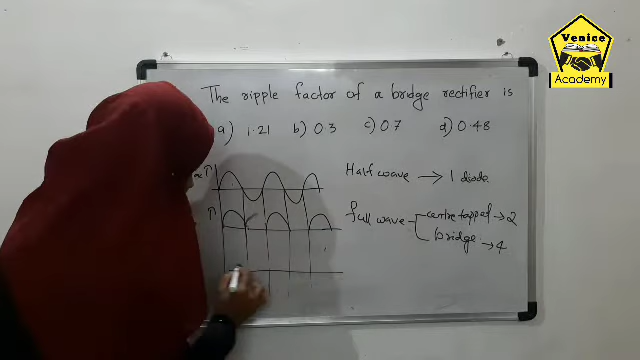 Venice
Academy
The ripple factor of a bridge rectifier is
a) 1.21 b) 0.3 c) 0.7 d) 0.48
Half wave → 1 diode
full wave centre tapped → 2
bridge → 4